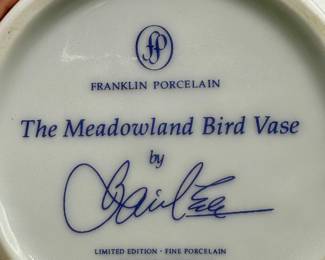 FRANKLIN PORCELAIN
The Meadowland Bird Vase
by
LIMITED EDITION · FINE PORCELAIN